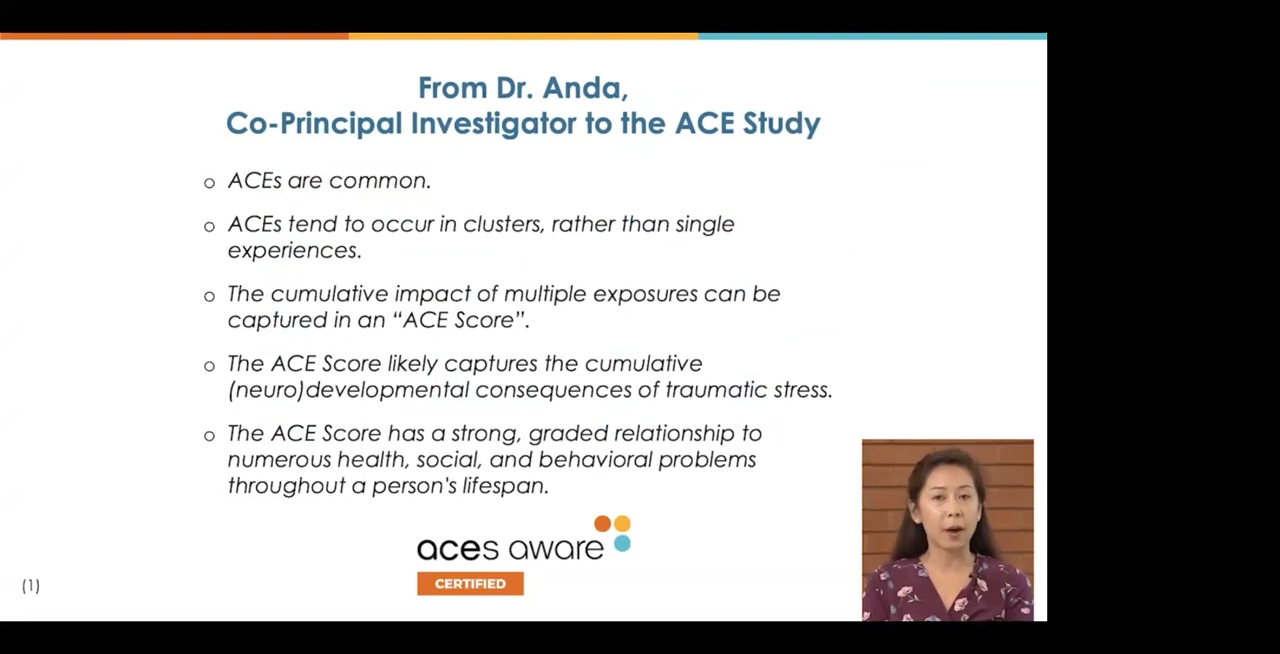 From Dr. Anda,
Co-Principal Investigator to the ACE Study
o ACEs are common.
o ACEs tend to occur in clusters, rather than single
experiences.
o The cumulative impact of multiple exposures can be
captured in an “ACE Score”.
o The ACE Score likely captures the cumulative
(neuro)developmental consequences of traumatic stress.
o The ACE Score has a strong, graded relationship to
numerous health, social, and behavioral problems
throughout a person's lifespan.
aces aware
CERTIFIED
(1)